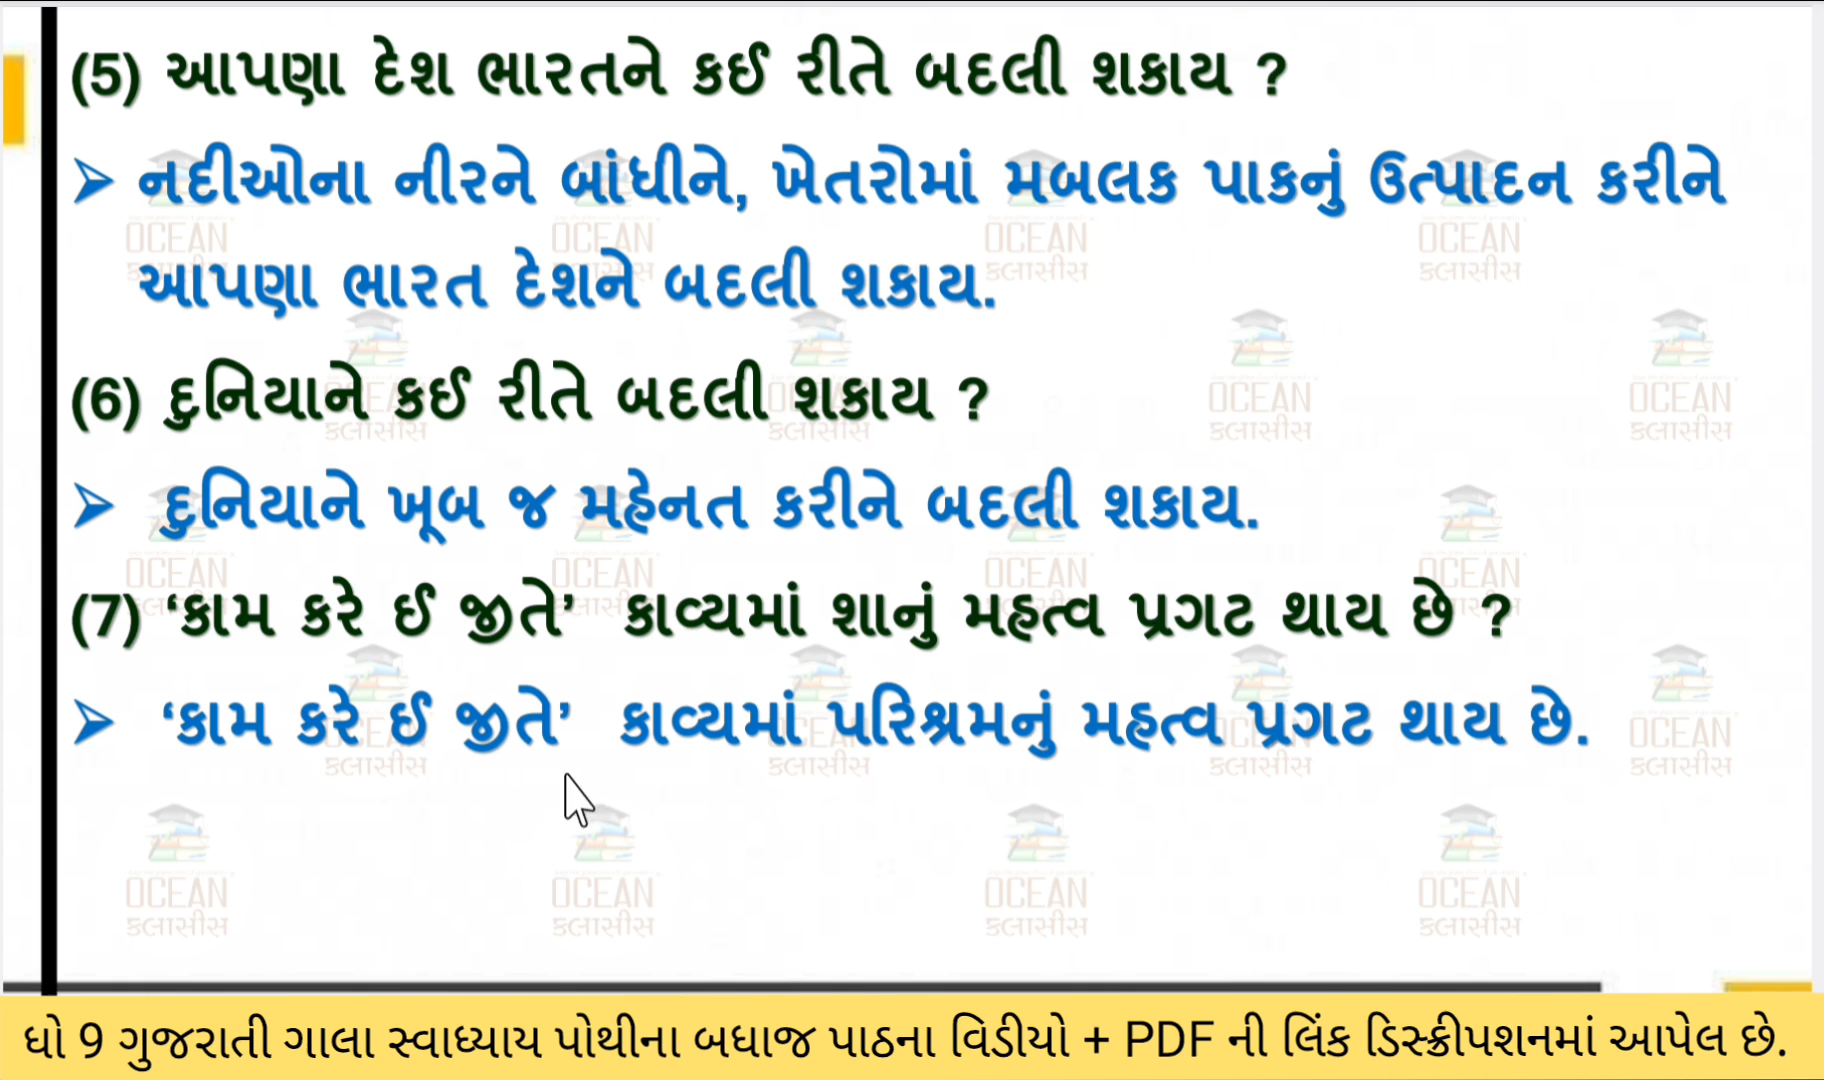 (5) આપણા દેશ ભારતને કઈ રીતે બદલી શકાય ?
➢ નદીઓના નીરને બાંધીને, ખેતરોમાં મબલક પાકનું ઉત્પાદન કરીને
આપણા ભારત દેશને બદલી શકાય.
(6) દુનિયાને કઈ રીતે બદલી શકાય ?
➢ દુનિયાને ખૂબ જ મહેનત કરીને બદલી શકાય.
(7) ‘કામ કરે ઈ જીતે’ કાવ્યમાં શાનું મહત્વ પ્રગટ થાય છે ?
➢ ‘કામ કરે ઈ જીતે’ કાવ્યમાં પરિશ્રમનું મહત્વ પ્રગટ થાય છે.
OCEAN
ક્લાસીસ
ધો 9 ગુજરાતી ગાલા સ્વાધ્યાય પોથીના બધાજ પાઠના વિડીયો + PDF ની લિંક ડિસ્ક્રીપશનમાં આપેલ છે.